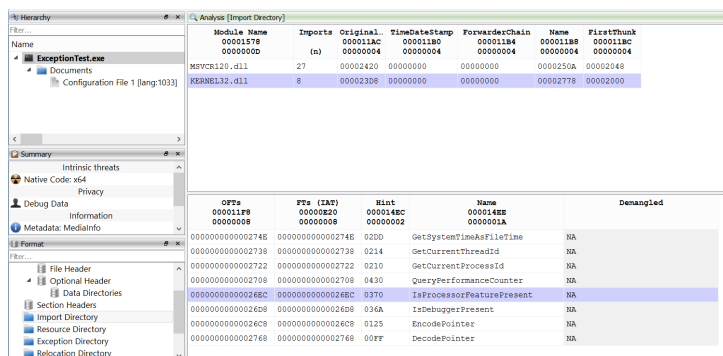 Hierarchy
Filter...
Name
ExceptionTest.exe
Documents
Configuration File 1 [lang:1033]
Summary
Intrinsic threats
Native Code: x64
Privacy
Debug Data
Information
Metadata: MediaInfo
Format
Filter...
File Header
Optional Header
Data Directories
Section Headers
Import Directory
Resource Directory
Exception Directory
Relocation Directory
Analysis [Import Directory]
Module Name Imports Original... TimeDateStamp ForwarderChain Name FirstThunk
00001578 000011AC 000011B0 000011B4 000011B8 000011BC
0000000D (n) 00000004 00000004 00000004 00000004 00000004
MSVCR120.dll 27 00002420 00000000 00000000 0000250A 00002048
KERNEL32.dll 8 000023D8 00000000 00000000 00002778 00002000
OFTs FTs (IAT) Hint Name Demangled
000011F8 00000E20 000014EC 000014EE
00000008 00000008 00000002 0000001A
000000000000274E 000000000000274E 02DD GetSystemTimeAsFileTime NA
0000000000002738 0000000000002738 0214 GetCurrentThreadId NA
0000000000002722 0000000000002722 0210 GetCurrentProcessId NA
0000000000002708 0000000000002708 0430 QueryPerformanceCounter NA
00000000000026EC 00000000000026EC 0370 IsProcessorFeaturePresent NA
00000000000026D8 00000000000026D8 036A IsDebuggerPresent NA
00000000000026C8 00000000000026C8 0125 EncodePointer NA
0000000000002768 0000000000002768 00FF DecodePointer NA